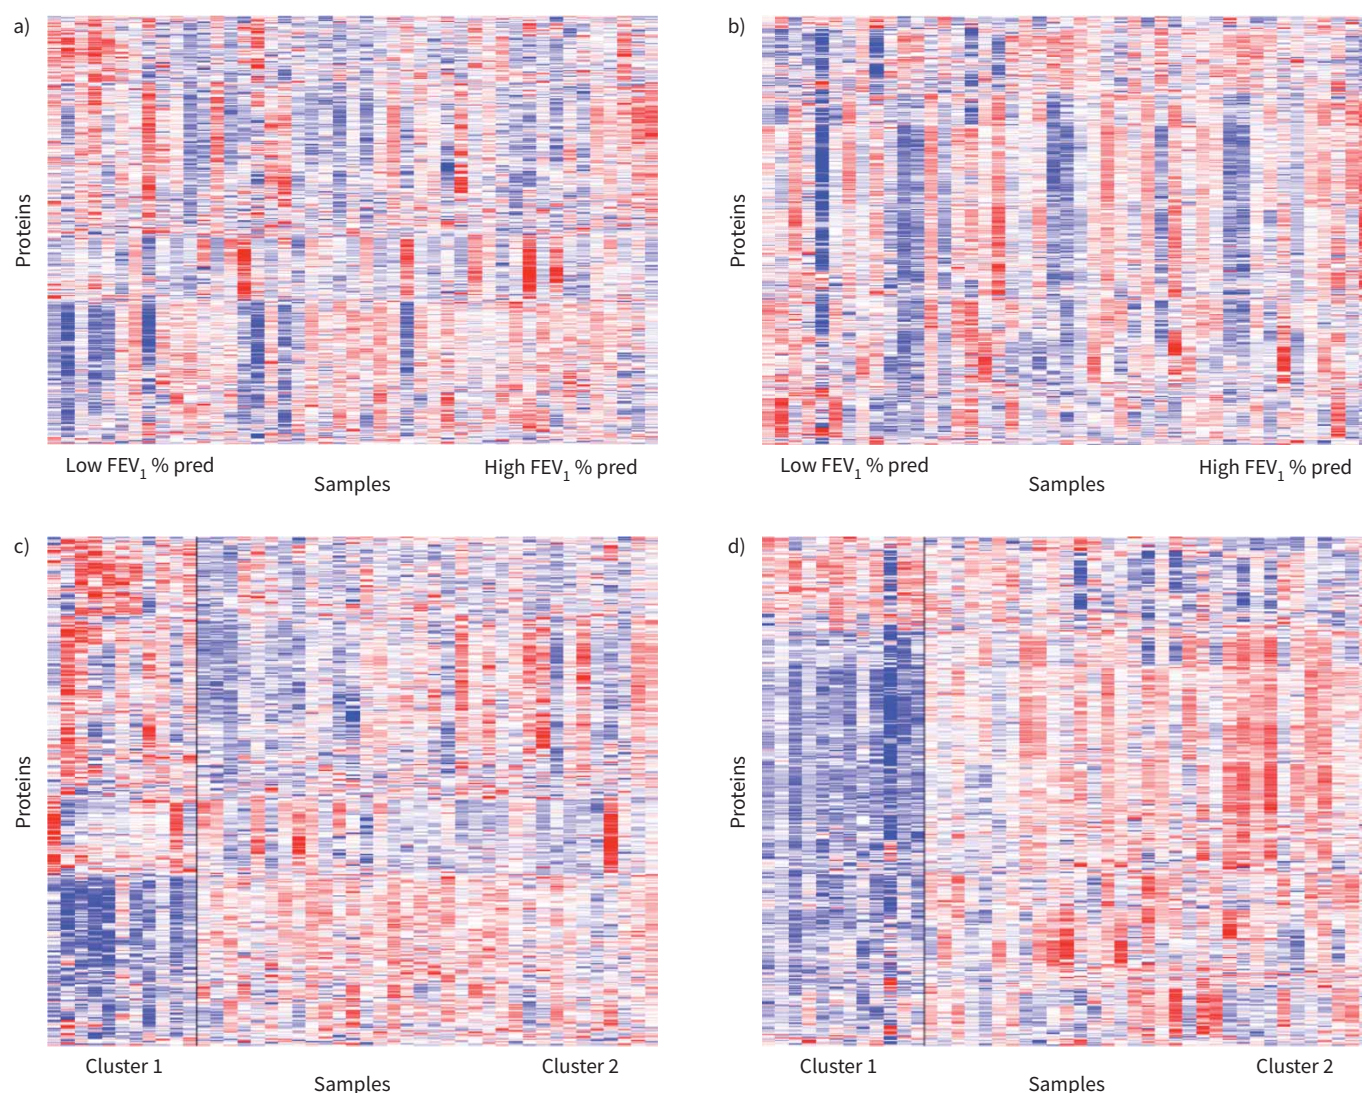 a)
b)
Proteins
Proteins
Low FEV1 % pred
High FEV1 % pred
Samples
Low FEV1 % pred
High FEV1 % pred
Samples
c)
d)
Proteins
Proteins
Cluster 1
Cluster 2
Samples
Cluster 1
Cluster 2
Samples